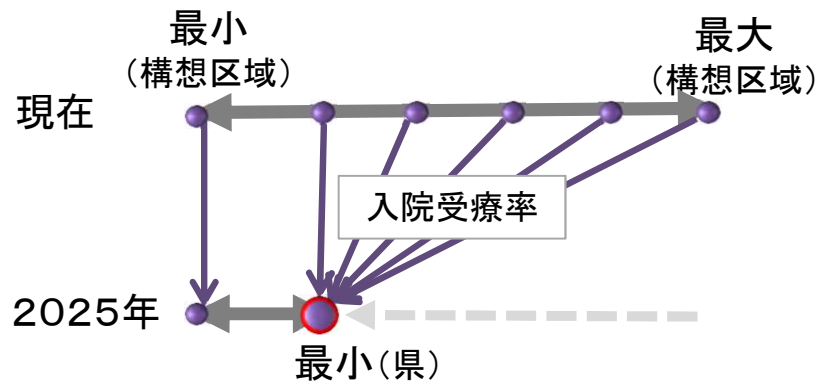 最小
（構想区域）
最大
（構想区域）
現在
入院受療率
2025年
最小（県）